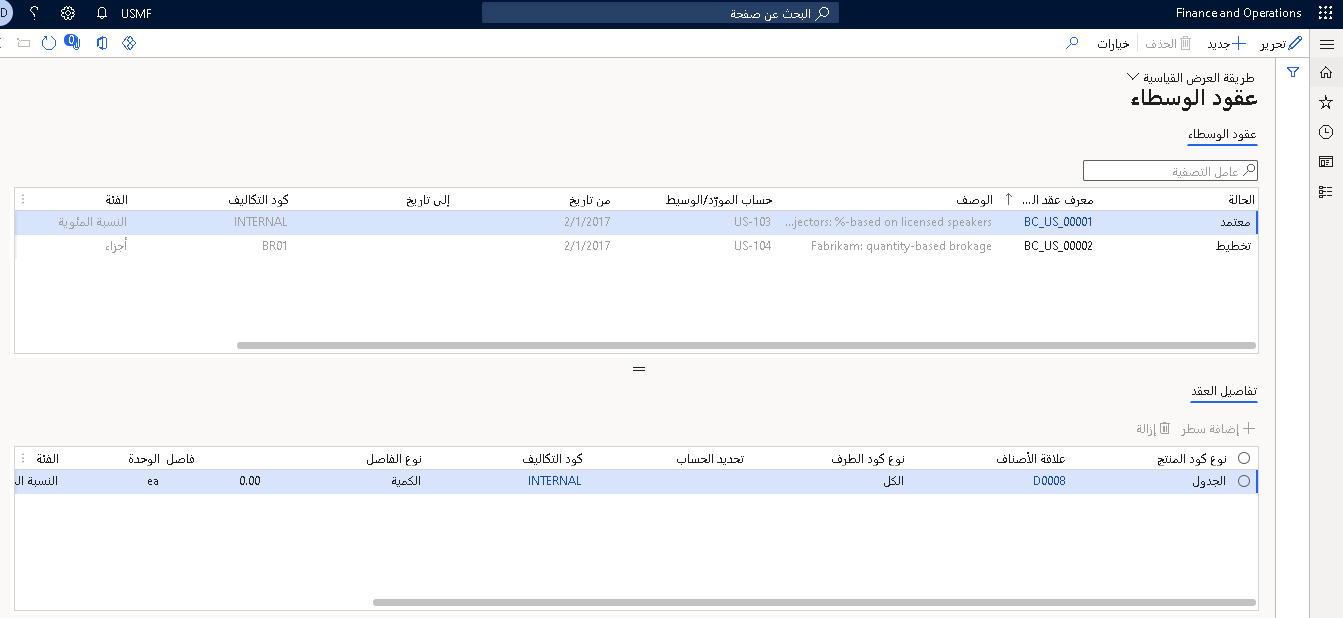 Finance and Operations
البحث عن صفحة
USMF
تحرير
جديد
الحذف
خيارات
0
طريقة العرض القياسية
عقود الوسطاء
عقود الوسطاء
عامل التصفية
الحالة معرف عقد الـ... الوصف حساب المورّد/الوسيط من تاريخ إلى تاريخ كود التكاليف الفئة
معتمد BC_US_00001 ...jectors: %-based on licensed speakers US-103 2/1/2017 INTERNAL النسبة المئوية
تخطيط BC_US_00002 Fabrikam: quantity-based brokage US-104 2/1/2017 BR01 أجزاء
تفاصيل العقد
إضافة سطر إزالة
نوع كود المنتج علاقة الأصناف نوع كود الطرف تحديد الحساب كود التكاليف نوع الفاصل فاصل الوحدة الفئة
الجدول D0008 الكل INTERNAL الكمية 0.00 ea النسبة الـ